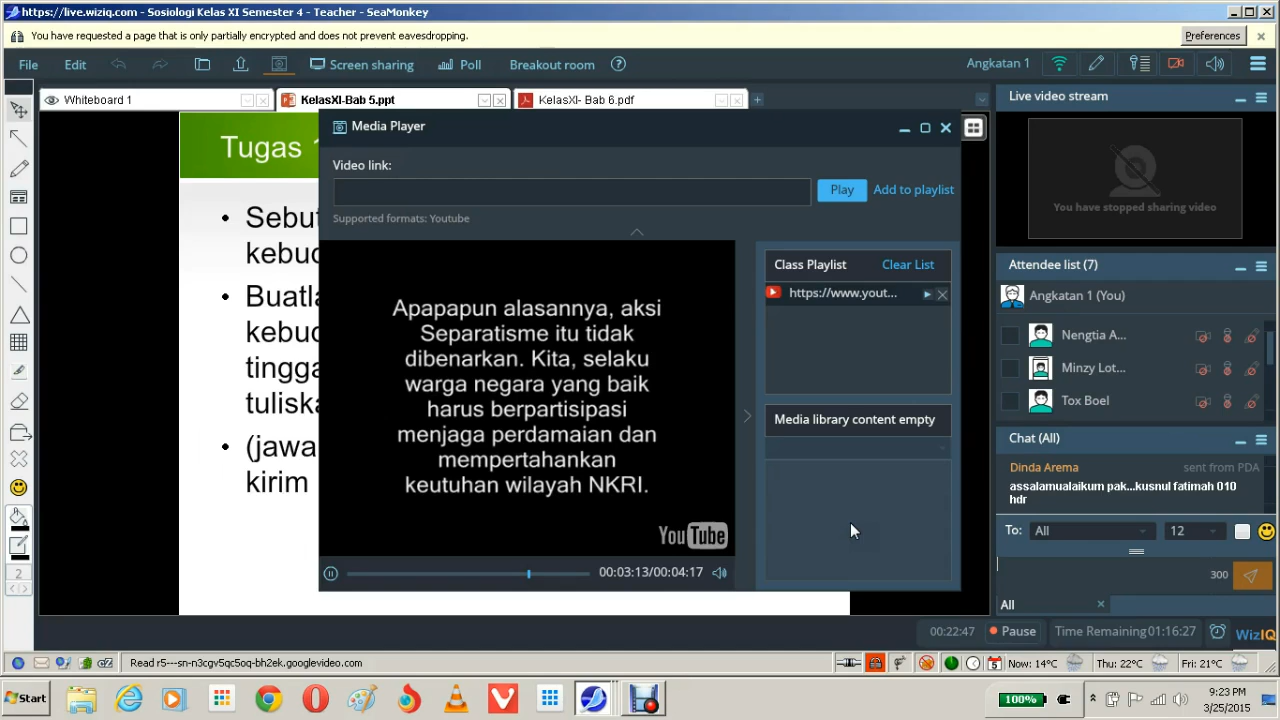 https://live.wiziq.com - Sosiologi Kelas XI Semester 4 - Teacher - SeaMonkey
You have requested a page that is only partially encrypted and does not prevent eavesdropping.
Preferences
File Edit Screen sharing Poll Breakout room ? Angkatan 1
Whiteboard 1 KelasXI-Bab 5.ppt KelasXI- Bab 6.pdf
Live video stream
You have stopped sharing video
Tugas 1
Sebut
kebud
kebud
tingga
tuliska
(jawa
kirim
Media Player
Video link:
Play Add to playlist
Supported formats: Youtube
Apapapun alasannya, aksi
Separatisme itu tidak
dibenarkan. Kita, selaku
warga negara yang baik
harus berpartisipasi
menjaga perdamaian dan
mempertahankan
keutuhan wilayah NKRI.
YouTube
00:03:13/00:04:17
Class Playlist Clear List
https://www.yout...
Media library content empty
Attendee list (7)
Angkatan 1 (You)
Nengtia A...
Minzy Lot...
Tox Boel
Chat (All)
Dinda Arema sent from PDA
assalamualaikum pak...kusnul fatimah 010
hdr
To: All 12
300
All
2
00:22:47 Pause Time Remaining 01:16:27 WizIQ
Read r5---sn-n3cgv5qc5oq-bh2ek.googlevideo.com
Now: 14°C Thu: 22°C Fri: 21°C
Start
100%
9:23 PM
3/25/2015